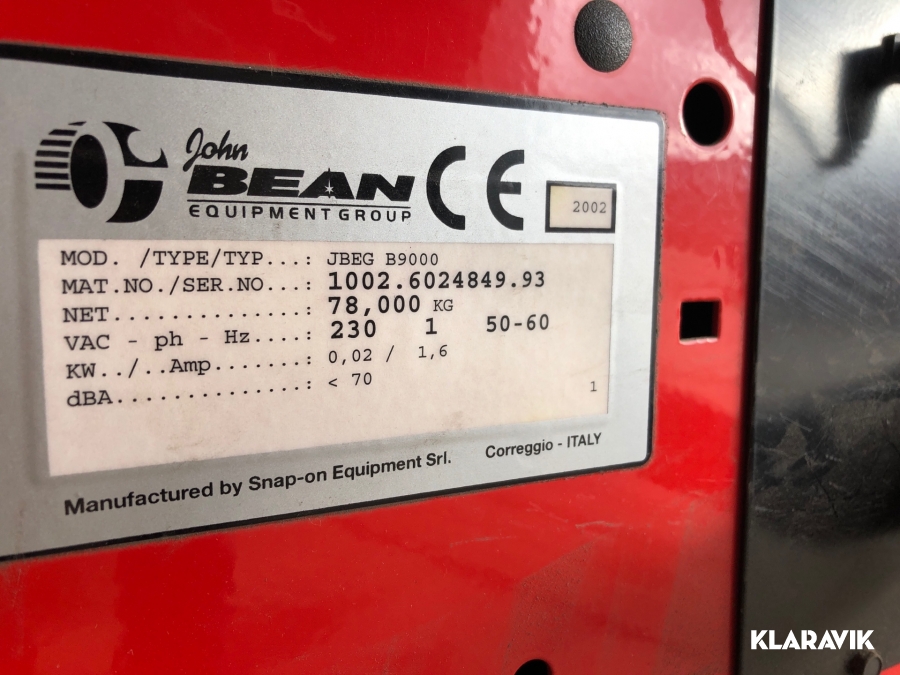 John
BEAN
EQUIPMENT GROUP
CE
2002
MOD. /TYPE/TYP...: JBEG B9000
MAT.NO./SER.NO...: 1002.6024849.93
NET..............: 78,000 KG
VAC - ph - Hz....: 230 1 50-60
KW../..Amp.......: 0,02 / 1,6
dBA..............: < 70
1
Manufactured by Snap-on Equipment Srl. Correggio - ITALY
KLARAVIK